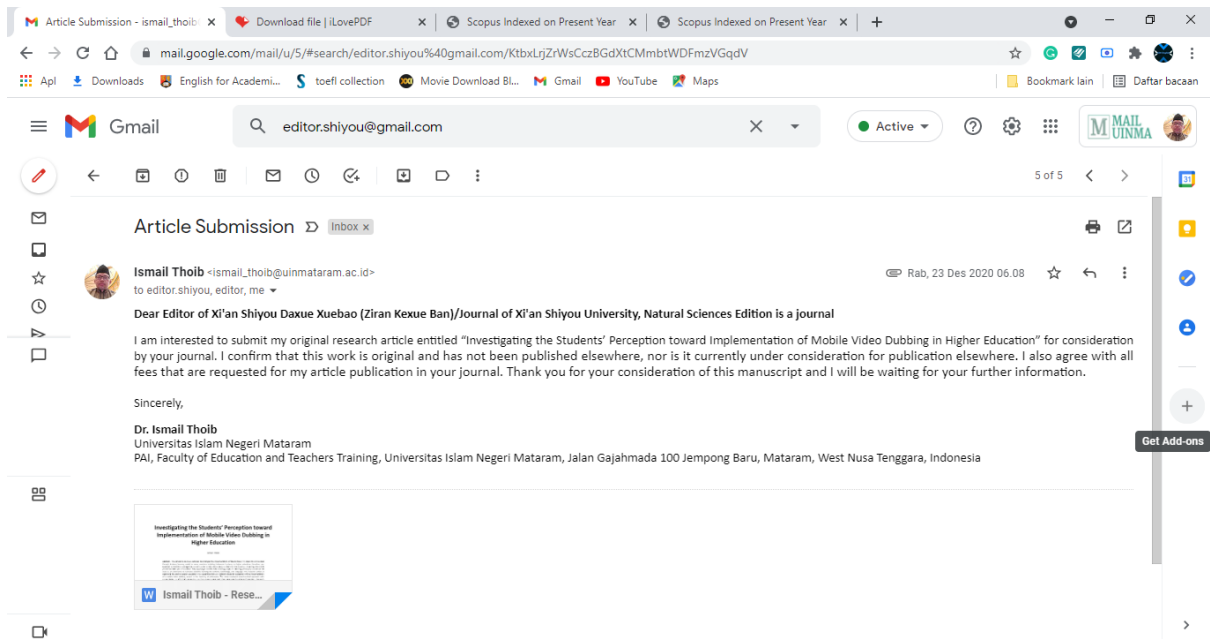 Article Submission - ismail_thoib
Download file | iLovePDF
Scopus Indexed on Present Year
Scopus Indexed on Present Year
mail.google.com/mail/u/5/#search/editor.shiyou%40gmail.com/KtbxLrjZrWsCczBGdXtCMmbtWDFmzVGqdV
Apl Downloads English for Academi... toefl collection Movie Download Bl... Gmail YouTube Maps Bookmark lain Daftar bacaan
Gmail editor.shiyou@gmail.com Active MAIL UINMA
5 of 5
Article Submission Inbox x
Ismail Thoib <ismail_thoib@uinmataram.ac.id> Rab, 23 Des 2020 06.08
to editor.shiyou, editor, me
Dear Editor of Xi'an Shiyou Daxue Xuebao (Ziran Kexue Ban)/Journal of Xi'an Shiyou University, Natural Sciences Edition is a journal
I am interested to submit my original research article entitled “Investigating the Students’ Perception toward Implementation of Mobile Video Dubbing in Higher Education” for consideration
by your journal. I confirm that this work is original and has not been published elsewhere, nor is it currently under consideration for publication elsewhere. I also agree with all
fees that are requested for my article publication in your journal. Thank you for your consideration of this manuscript and I will be waiting for your further information.
Sincerely,
Dr. Ismail Thoib
Universitas Islam Negeri Mataram
Get Add-ons
PAI, Faculty of Education and Teachers Training, Universitas Islam Negeri Mataram, Jalan Gajahmada 100 Jempong Baru, Mataram, West Nusa Tenggara, Indonesia
Investigating the Students' Perception toward
Implementation of Mobile Video Dubbing in
Higher Education
W Ismail Thoib - Rese...